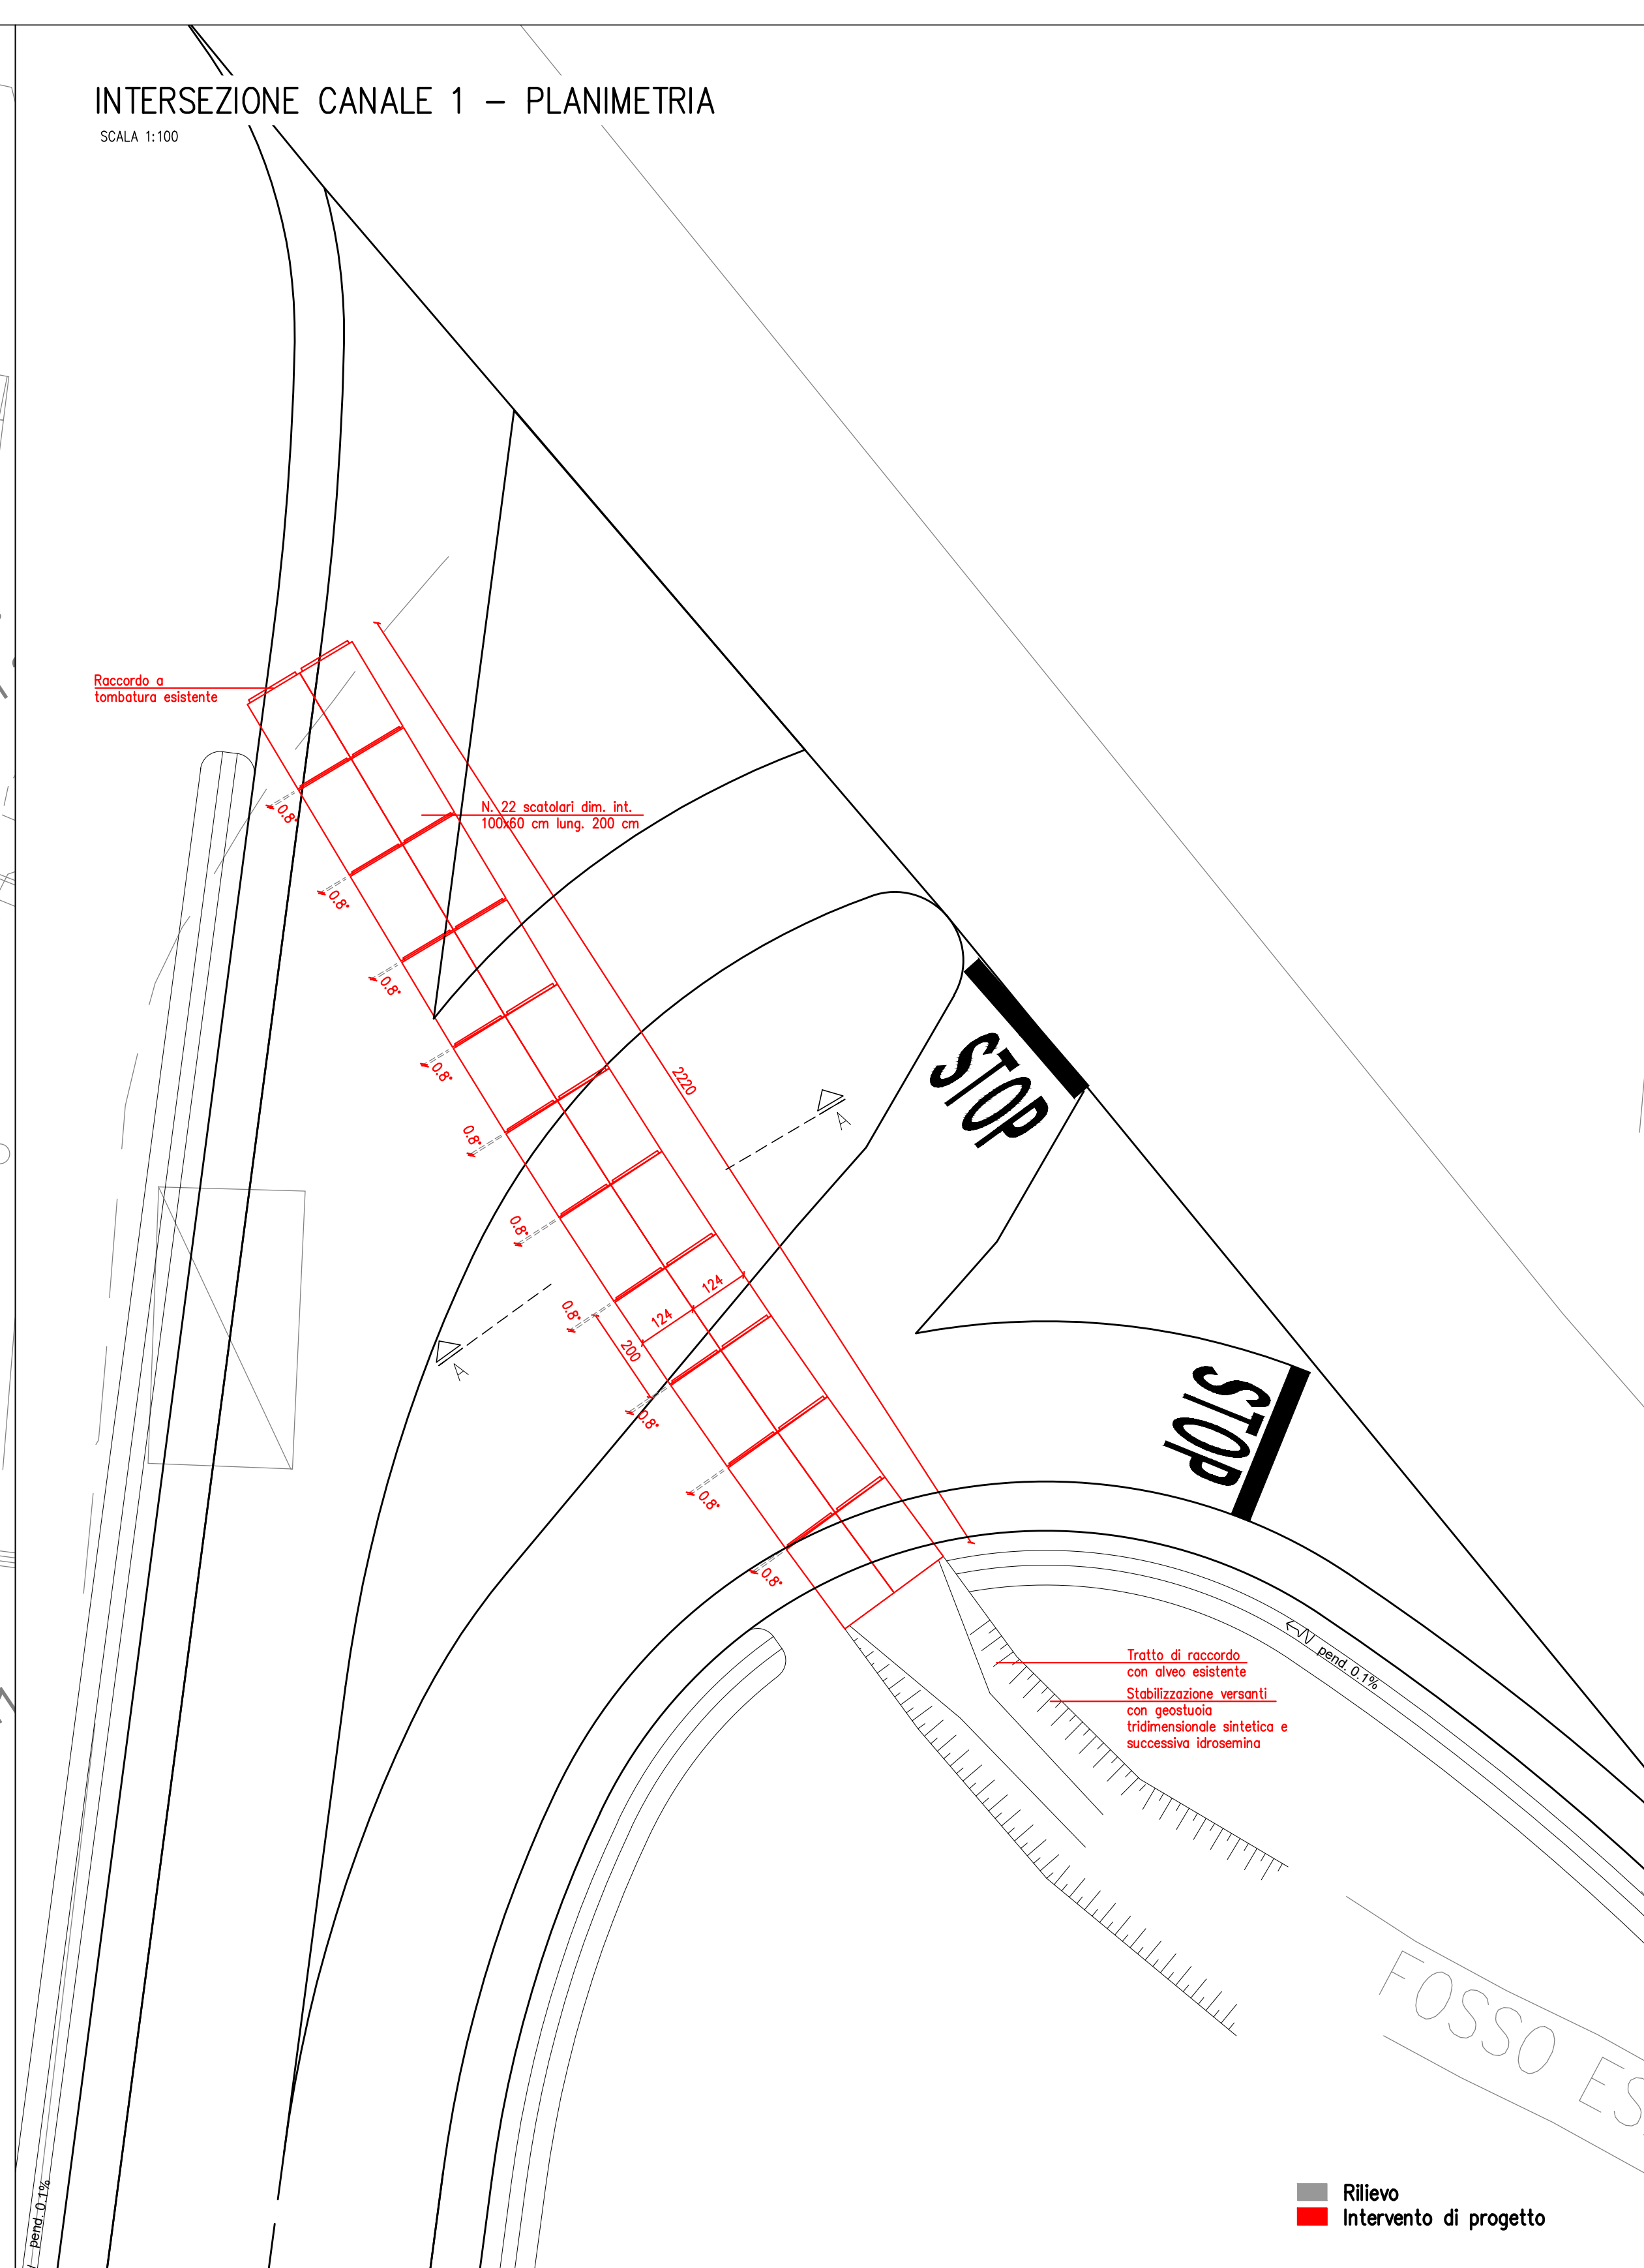 INTERSEZIONE CANALE 1 – PLANIMETRIA
SCALA 1:100
Raccordo a
tombatura esistente
N. 22 scatolari dim. int.
100x60 cm lung. 200 cm
0.8°
0.8°
0.8°
0.8°
0.8°
0.8°
0.8°
0.8°
0.8°
0.8°
2220
124
124
200
A
A
STOP
STOP
pend. 0.1%
Tratto di raccordo
con alveo esistente
Stabilizzazione versanti
con geostuoia
tridimensionale sintetica e
successiva idrosemina
FOSSO ES
pend. 0.1%
Rilievo
Intervento di progetto